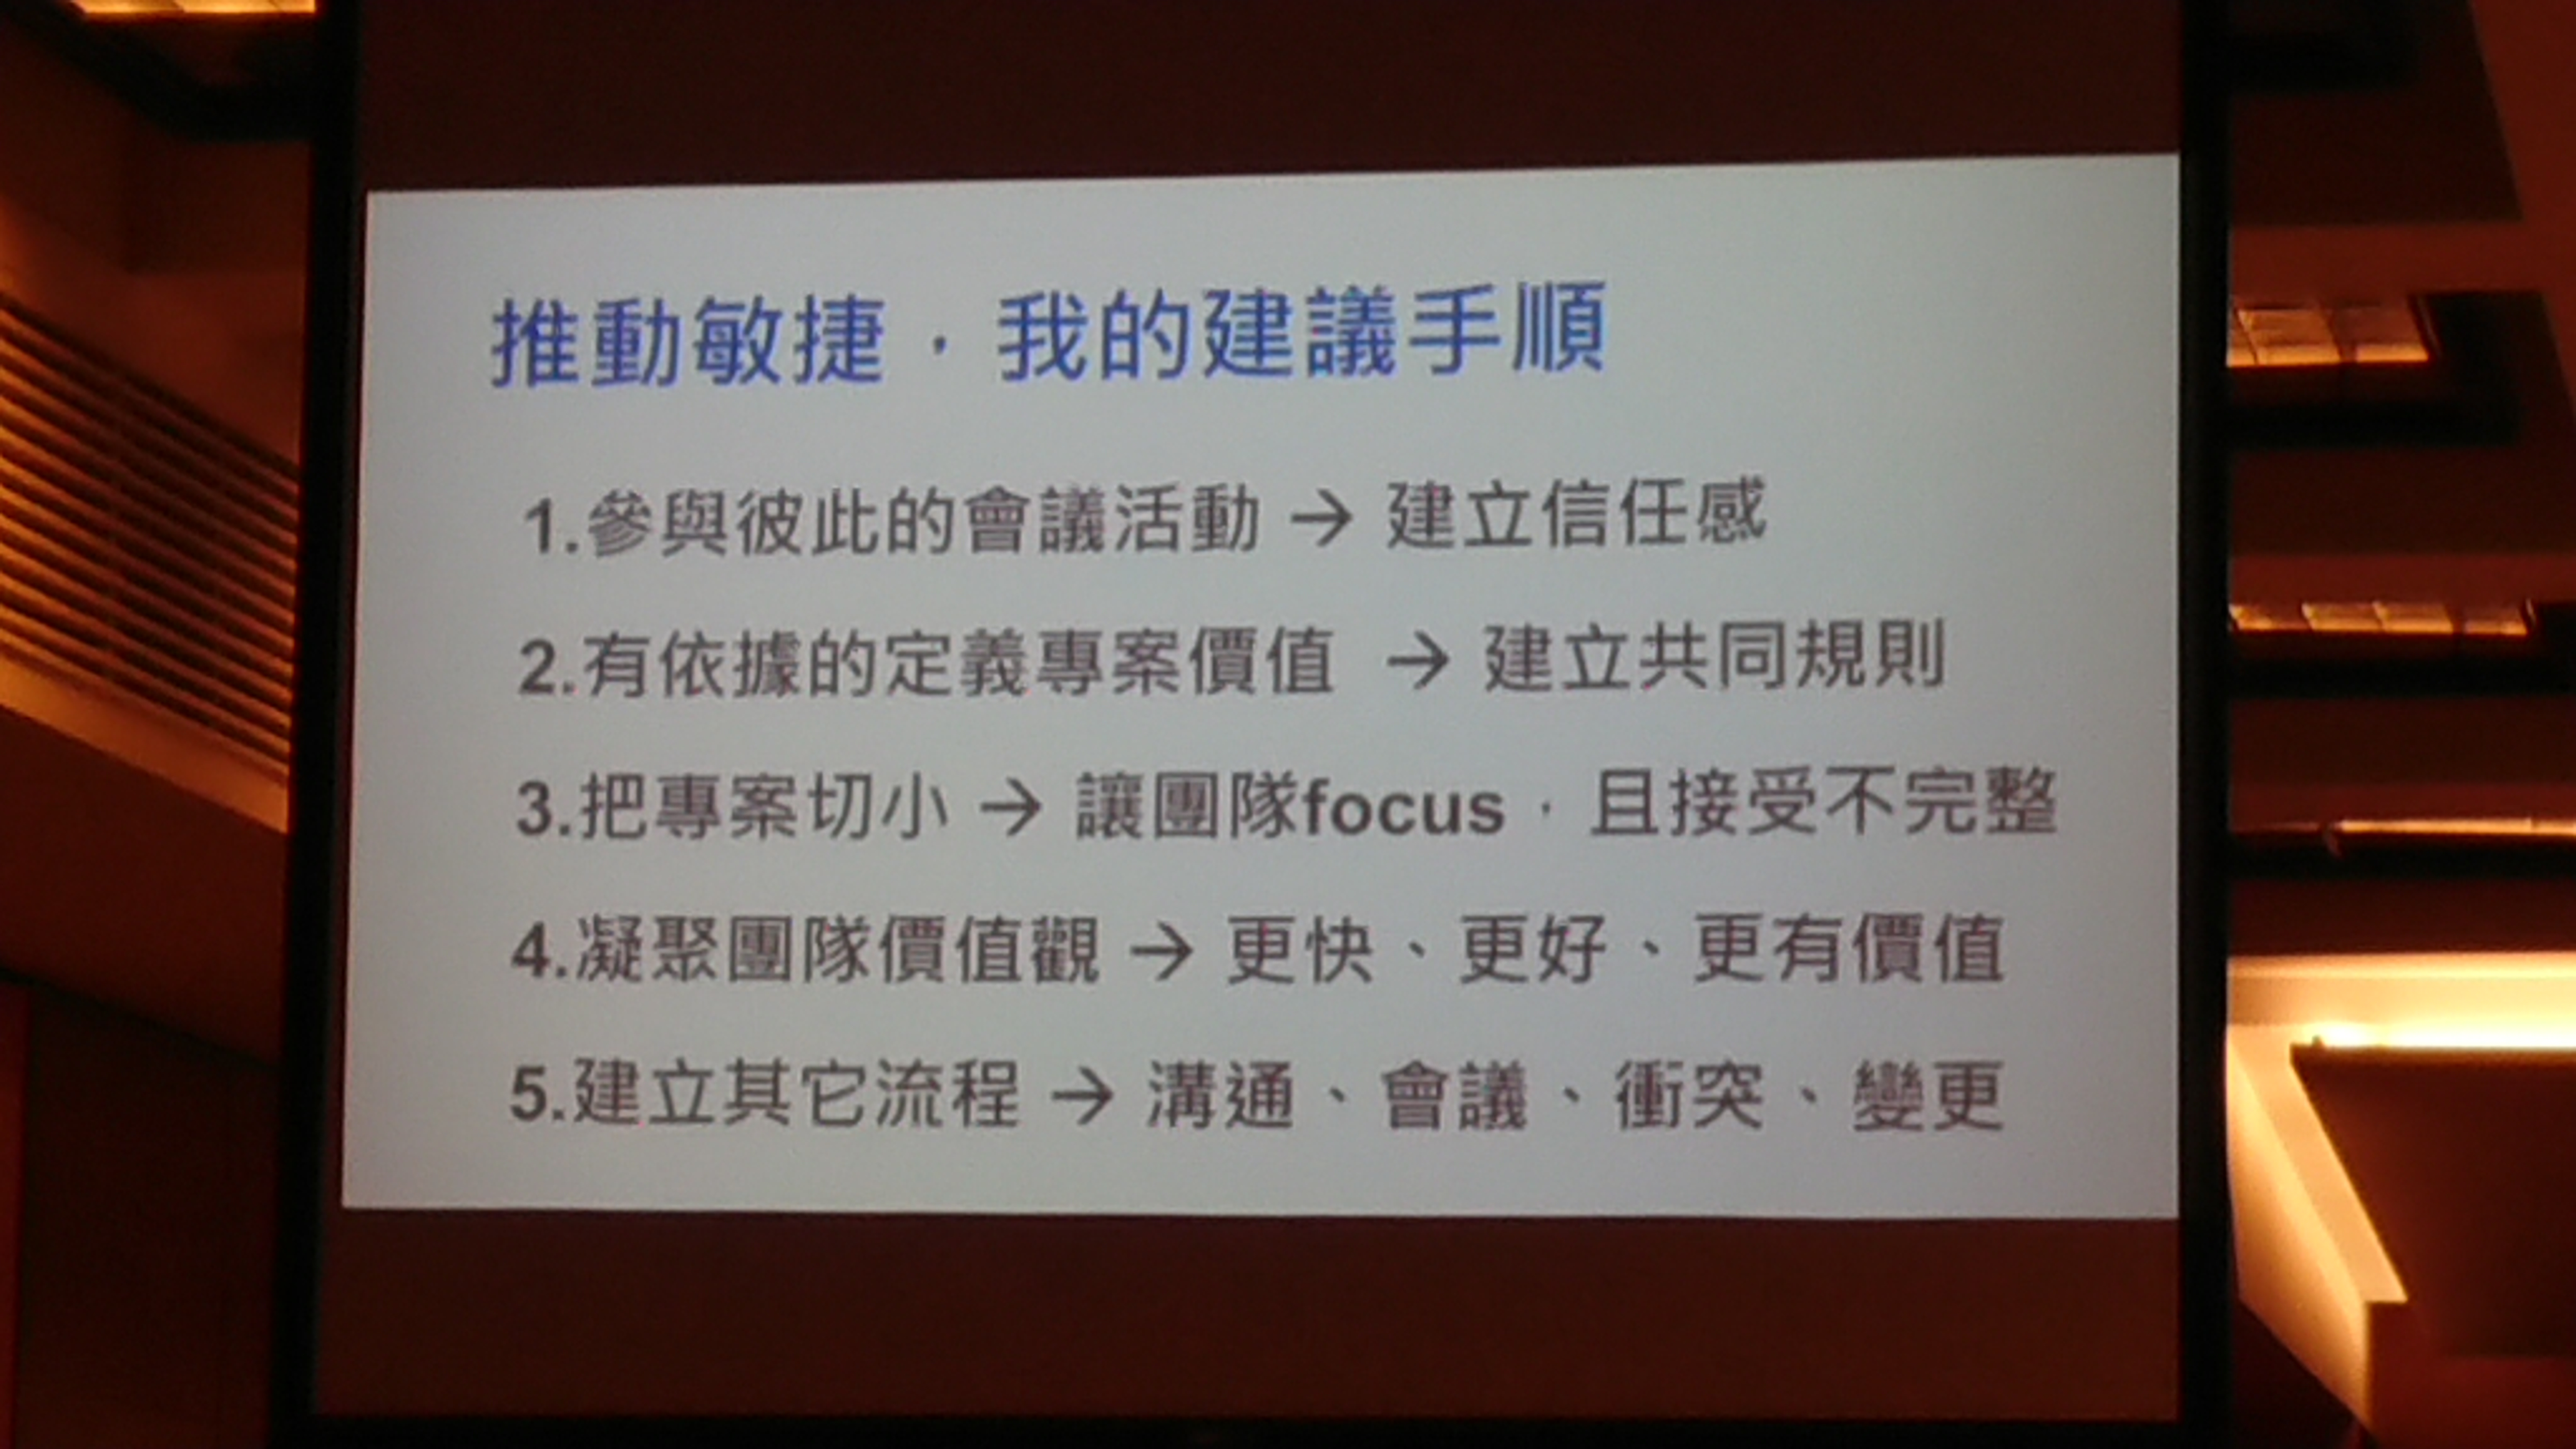 推動敏捷，我的建議手順
1.參與彼此的會議活動 → 建立信任感
2.有依據的定義專案價值 → 建立共同規則
3.把專案切小 → 讓團隊focus，且接受不完整
4.凝聚團隊價值觀 → 更快、更好、更有價值
5.建立其它流程 → 溝通、會議、衝突、變更